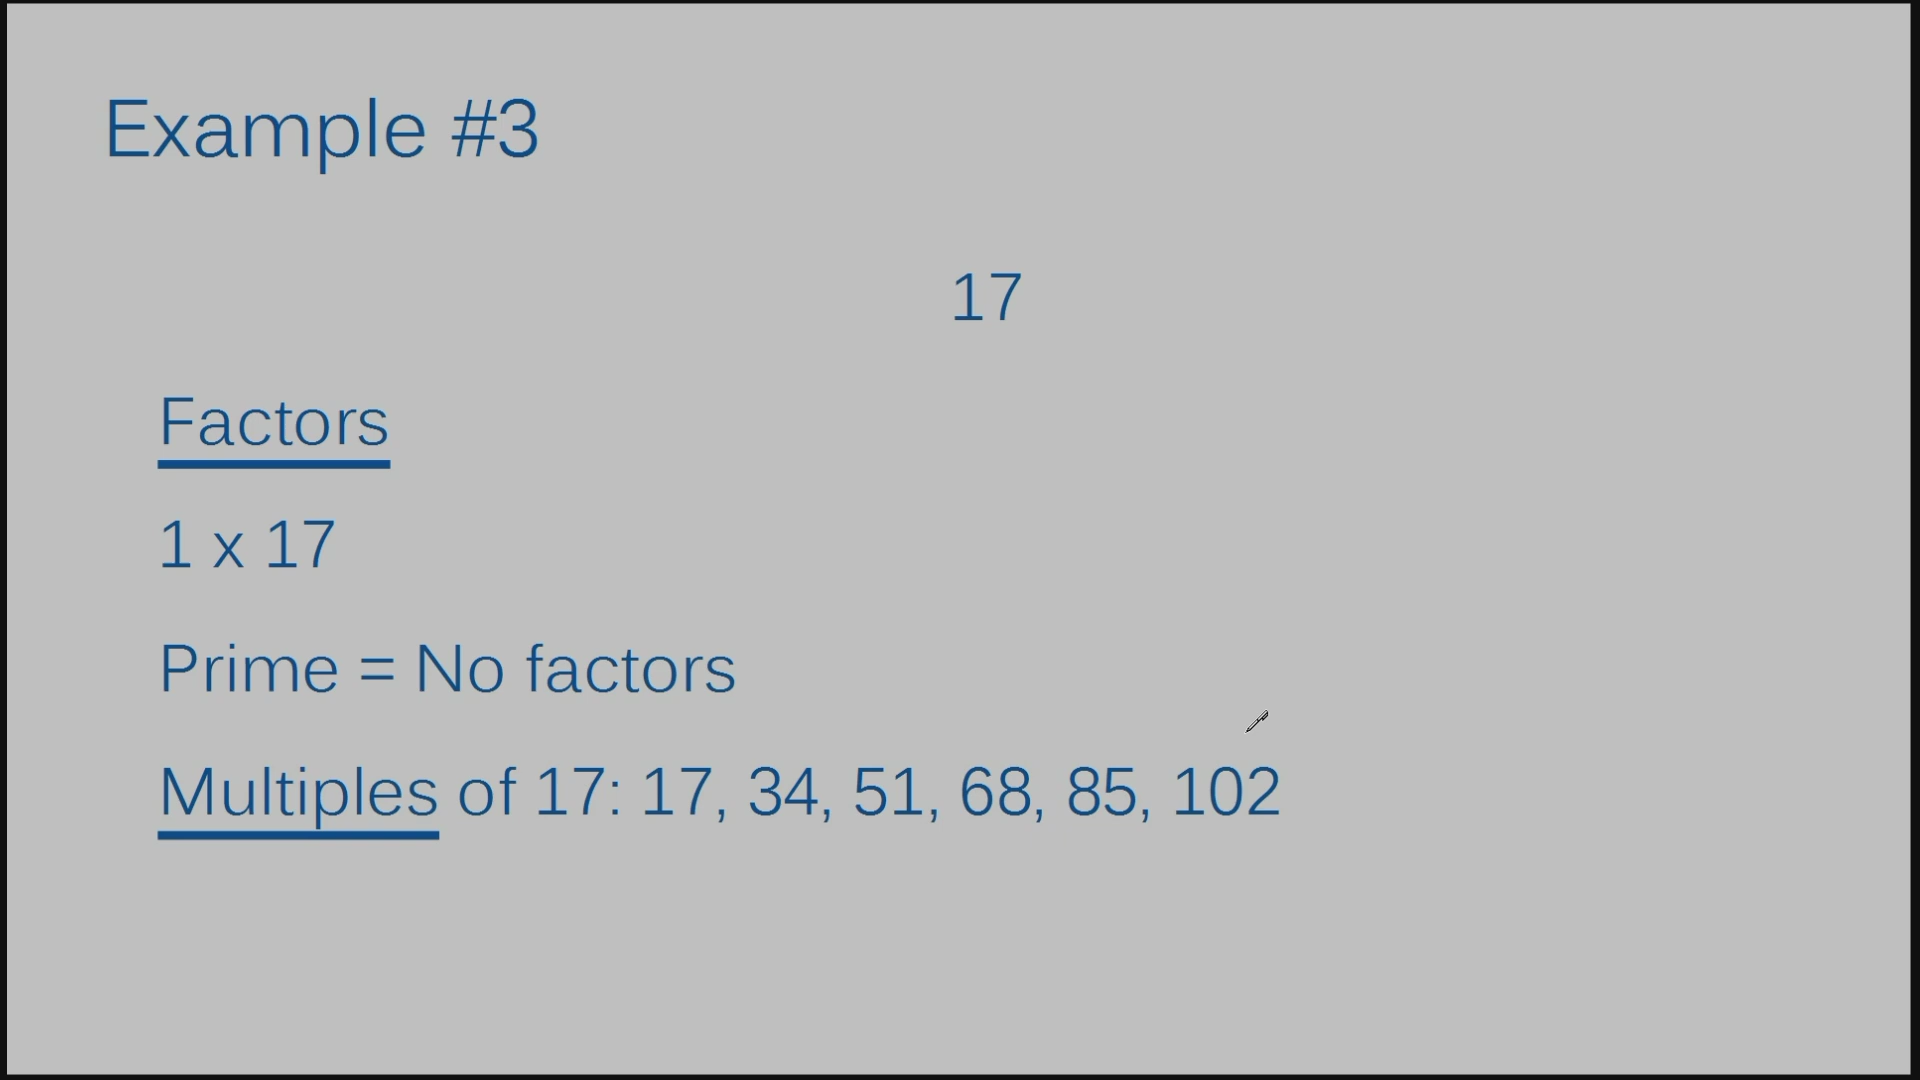 Example #3
17
Factors
1 x 17
Prime = No factors
Multiples of 17: 17, 34, 51, 68, 85, 102